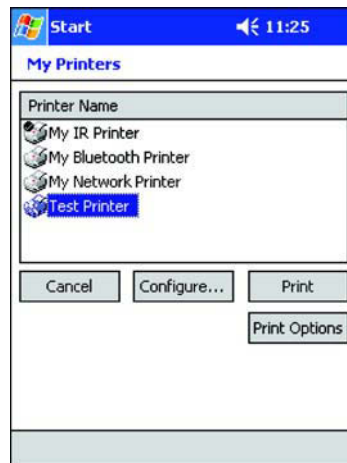 Start 11:25
My Printers
Printer Name
My IR Printer
My Bluetooth Printer
My Network Printer
Test Printer
Cancel Configure... Print
Print Options